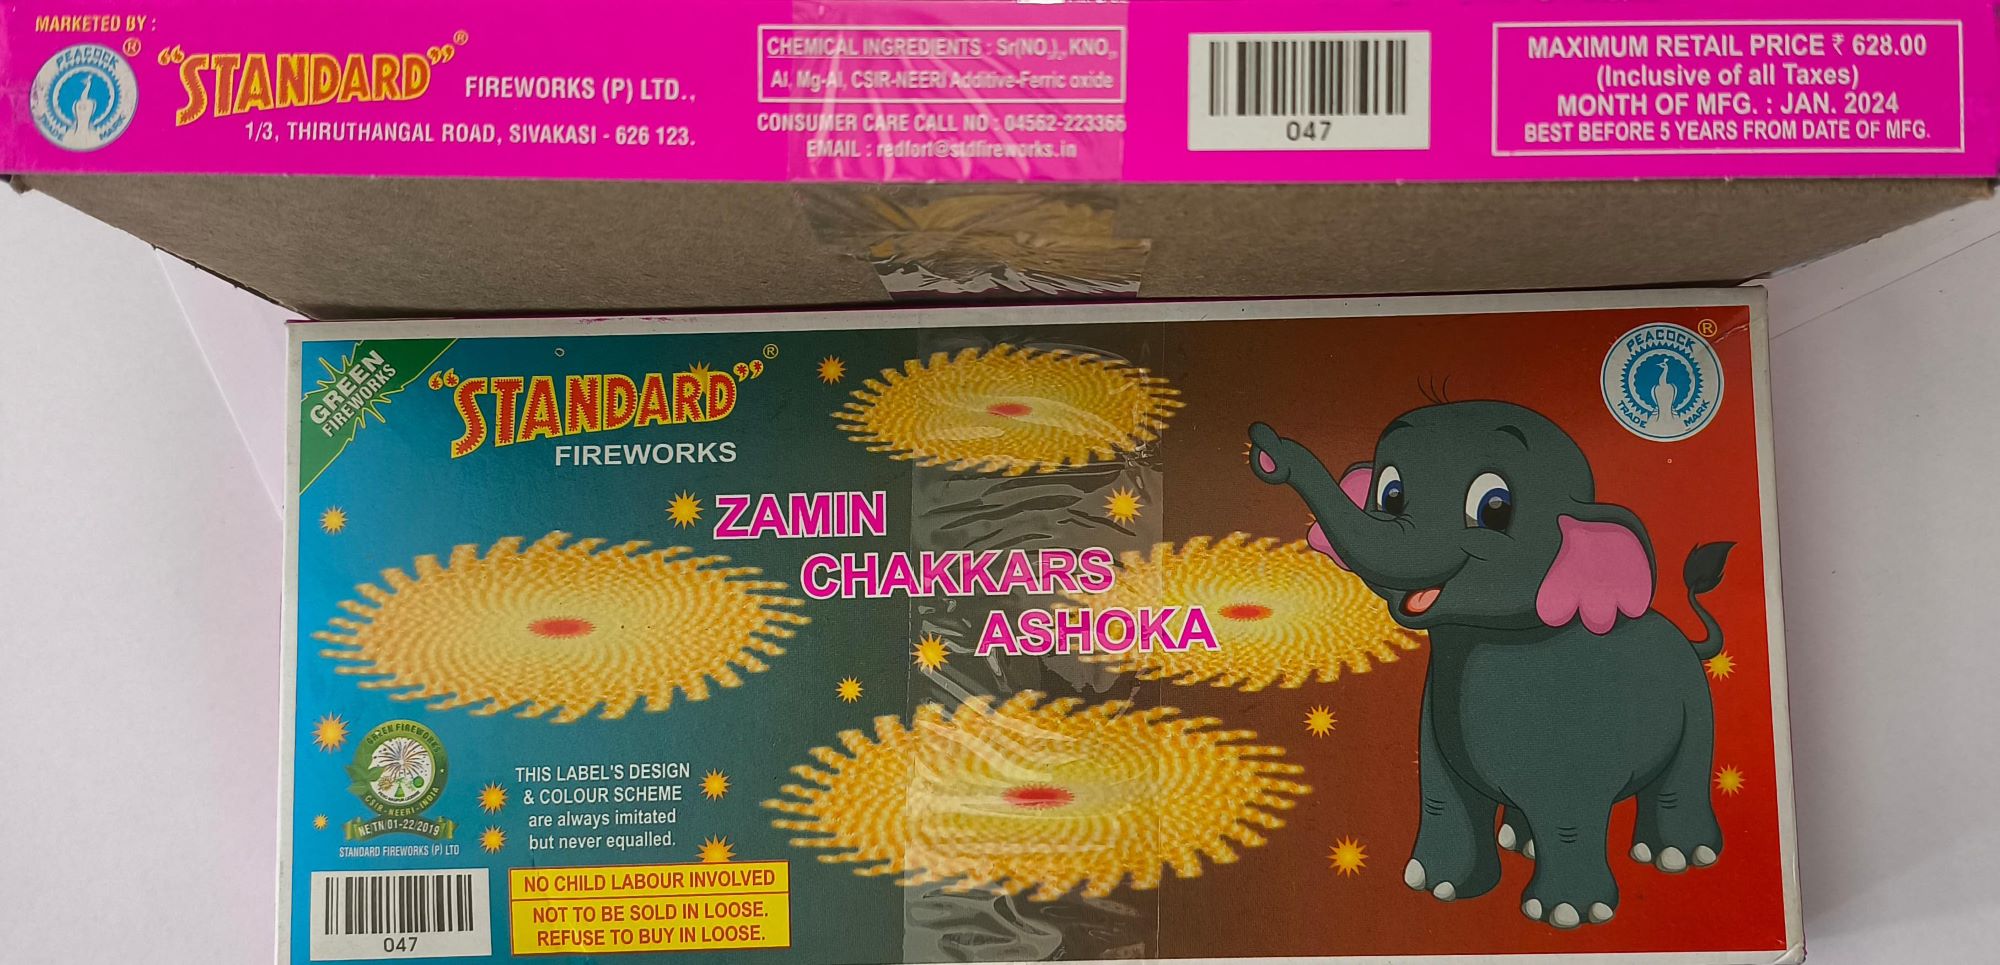 MARKETED BY :
PEACOCK
TRADE MARK
®
"STANDARD"®
FIREWORKS (P) LTD.,
1/3, THIRUTHANGAL ROAD, SIVAKASI - 626 123.
CHEMICAL INGREDIENTS : Sr(NO₃)₂, KNO₃,
Al, Mg-Al, CSIR-NEERI Additive-Ferric oxide
CONSUMER CARE CALL NO : 04562-223366
EMAIL : redfort@stdfireworks.in
047
MAXIMUM RETAIL PRICE ₹ 628.00
(Inclusive of all Taxes)
MONTH OF MFG. : JAN. 2024
BEST BEFORE 5 YEARS FROM DATE OF MFG.
GREEN
FIREWORKS
"STANDARD"®
FIREWORKS
PEACOCK
TRADE MARK
®
ZAMIN
CHAKKARS
ASHOKA
GREEN FIREWORKS
CSIR-NEERI-INDIA
NE/TN/01-22/2019
STANDARD FIREWORKS (P) LTD
THIS LABEL'S DESIGN
& COLOUR SCHEME
are always imitated
but never equalled.
047
NO CHILD LABOUR INVOLVED
NOT TO BE SOLD IN LOOSE.
REFUSE TO BUY IN LOOSE.